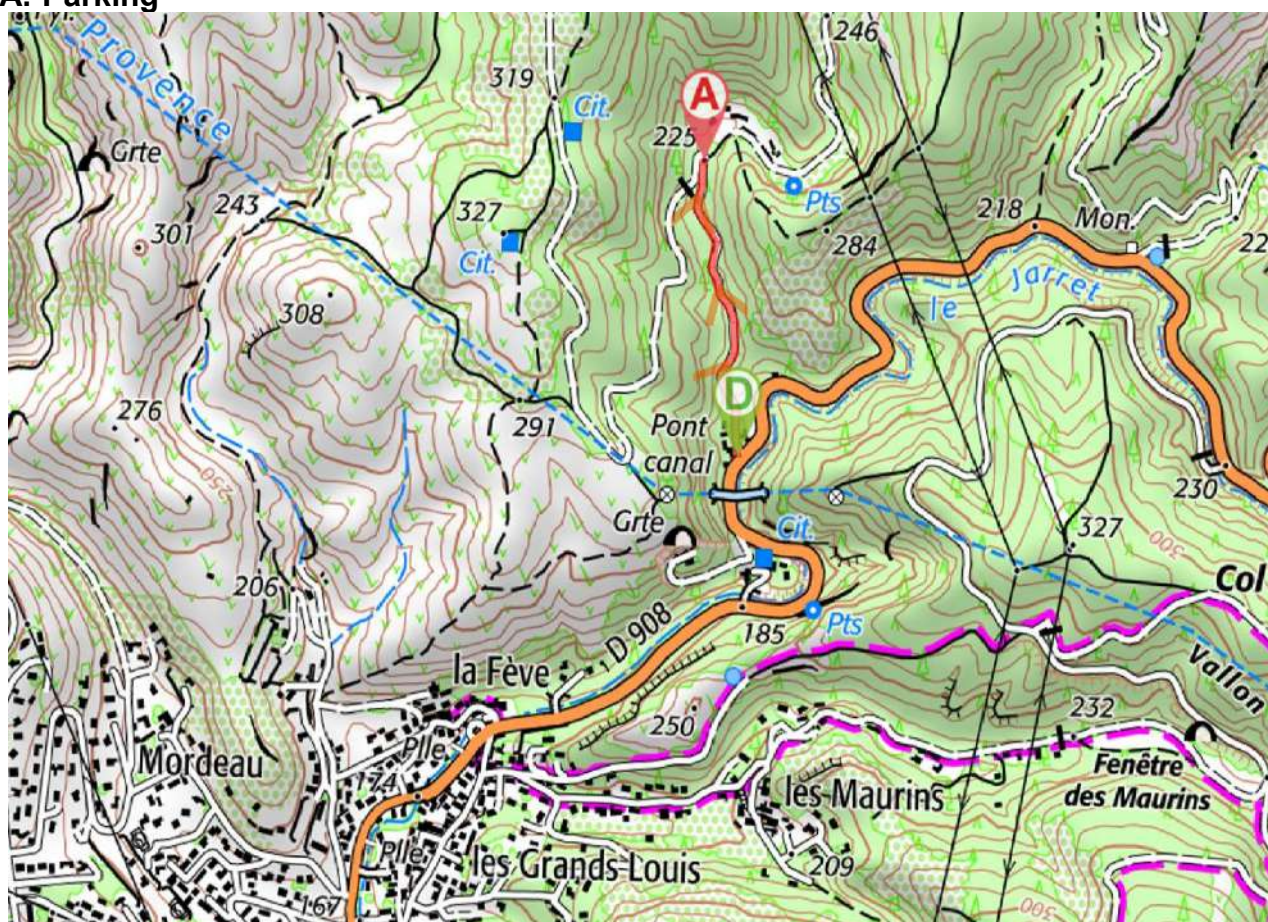 A. Parking
246
Provence
319
Cit.
A
Grte
225
Pts
243
327
301
284
218
Mon.
Cit.
308
le Jarret
276
D
Pont
canal
291
250
230
Grte
Cit.
327
300
206
Col
185
Pts
D 908
la Fève
Vallon
250
232
Plle
Mordeau
174
les Maurins
Fenêtre
des Maurins
Plle
les Grands-Louis
209
167